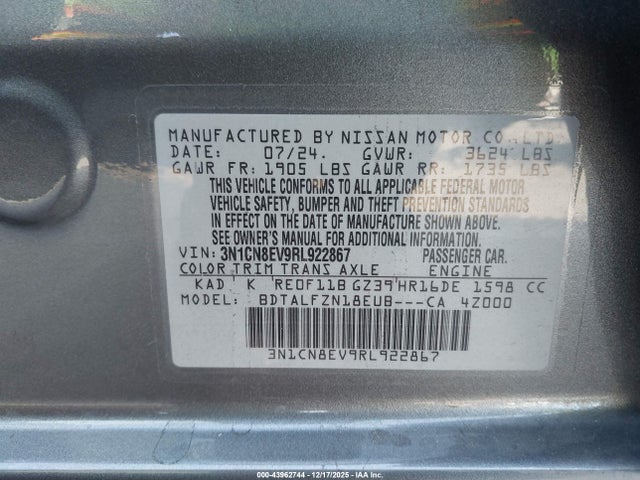 MANUFACTURED BY NISSAN MOTOR CO., LTD.
DATE: 07/24. GVWR: 3624 LBS
GAWR FR: 1905 LBS GAWR RR: 1735 LBS
THIS VEHICLE CONFORMS TO ALL APPLICABLE FEDERAL MOTOR
VEHICLE SAFETY, BUMPER AND THEFT PREVENTION STANDARDS
IN EFFECT ON THE DATE OF MANUFACTURE SHOWN ABOVE.
SEE OWNER'S MANUAL FOR ADDITIONAL INFORMATION.
VIN: 3N1CN8EV9RL922867 PASSENGER CAR.
COLOR TRIM TRANS AXLE ENGINE
KAD K RE0F11B GZ39 HR16DE 1598 CC
MODEL: BDTALFZN18EUB---CA 4Z000
3N1CN8EV9RL922867
000-43962744 | 12/17/2025 | IAA, Inc.